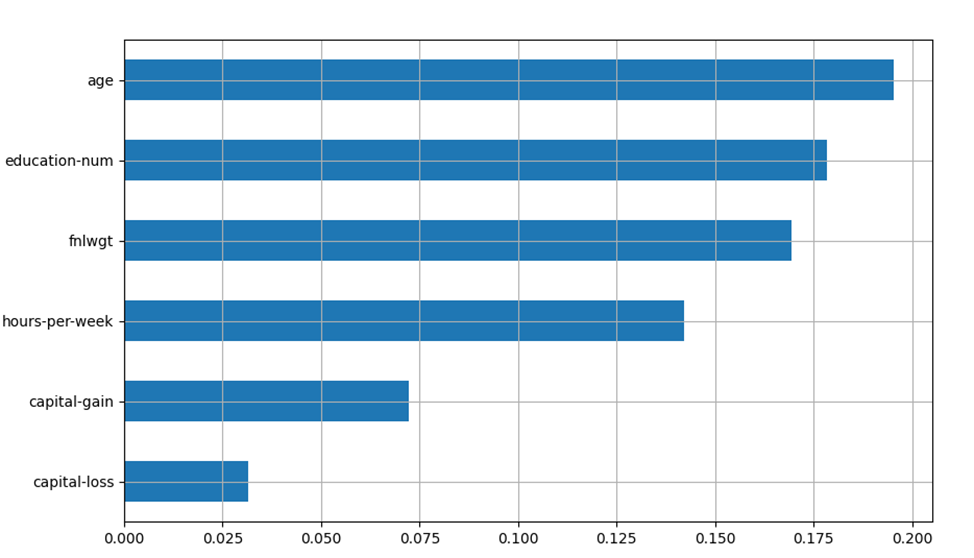 age
education-num
fnlwgt
hours-per-week
capital-gain
capital-loss
0.000 0.025 0.050 0.075 0.100 0.125 0.150 0.175 0.200